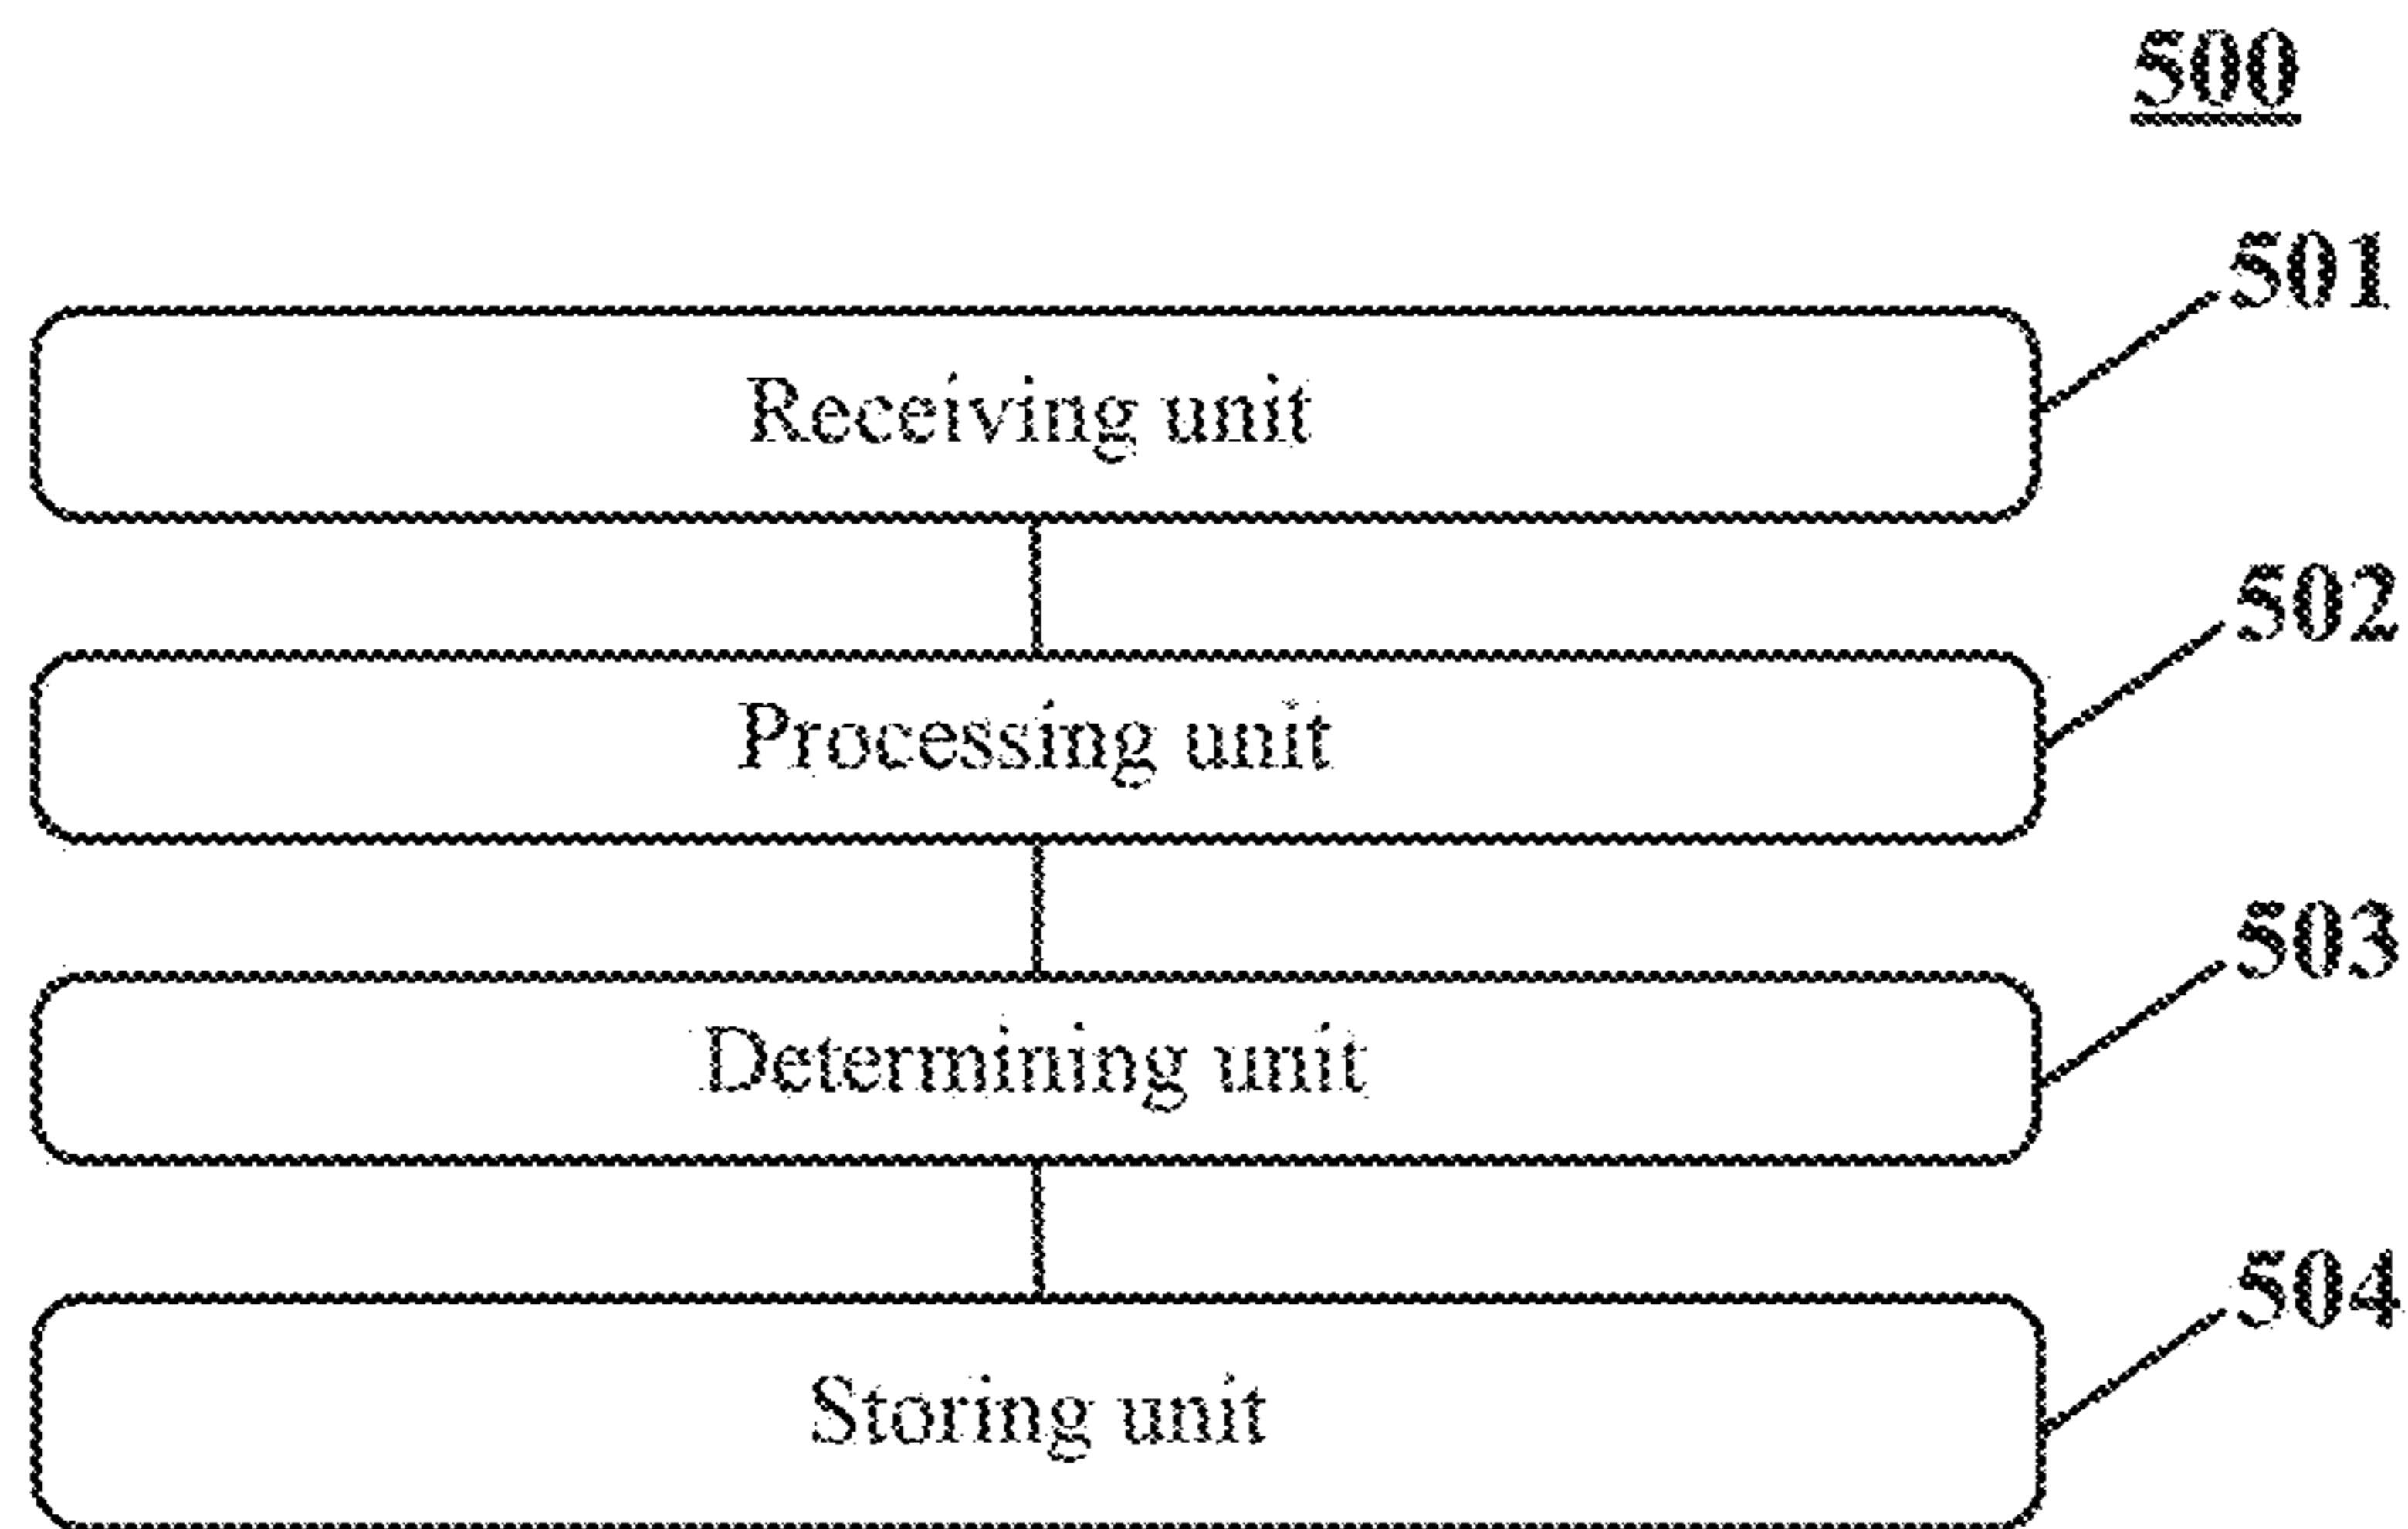 500
501
Receiving unit
502
Processing unit
503
Determining unit
504
Storing unit